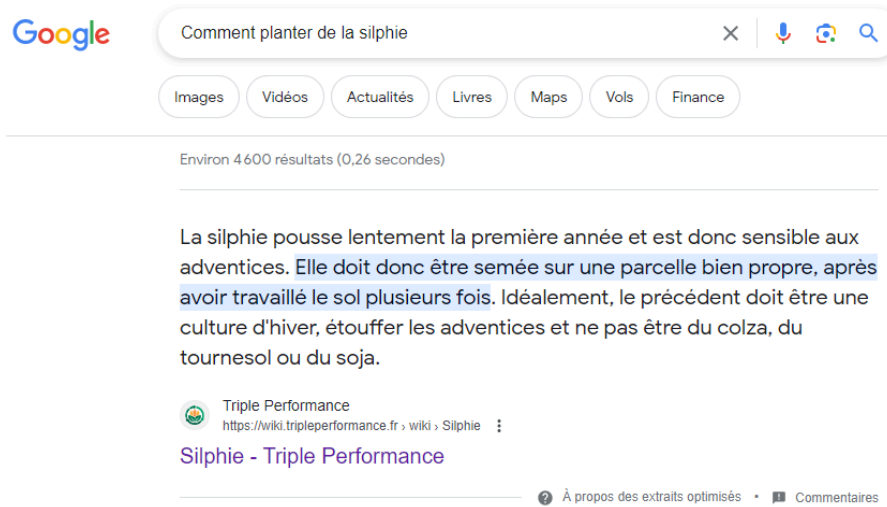 Google
Comment planter de la silphie
Images Vidéos Actualités Livres Maps Vols Finance
Environ 4 600 résultats (0,26 secondes)
La silphie pousse lentement la première année et est donc sensible aux
adventices. Elle doit donc être semée sur une parcelle bien propre, après
avoir travaillé le sol plusieurs fois. Idéalement, le précédent doit être une
culture d'hiver, étouffer les adventices et ne pas être du colza, du
tournesol ou du soja.
Triple Performance
https://wiki.tripleperformance.fr › wiki › Silphie
Silphie - Triple Performance
À propos des extraits optimisés • Commentaires